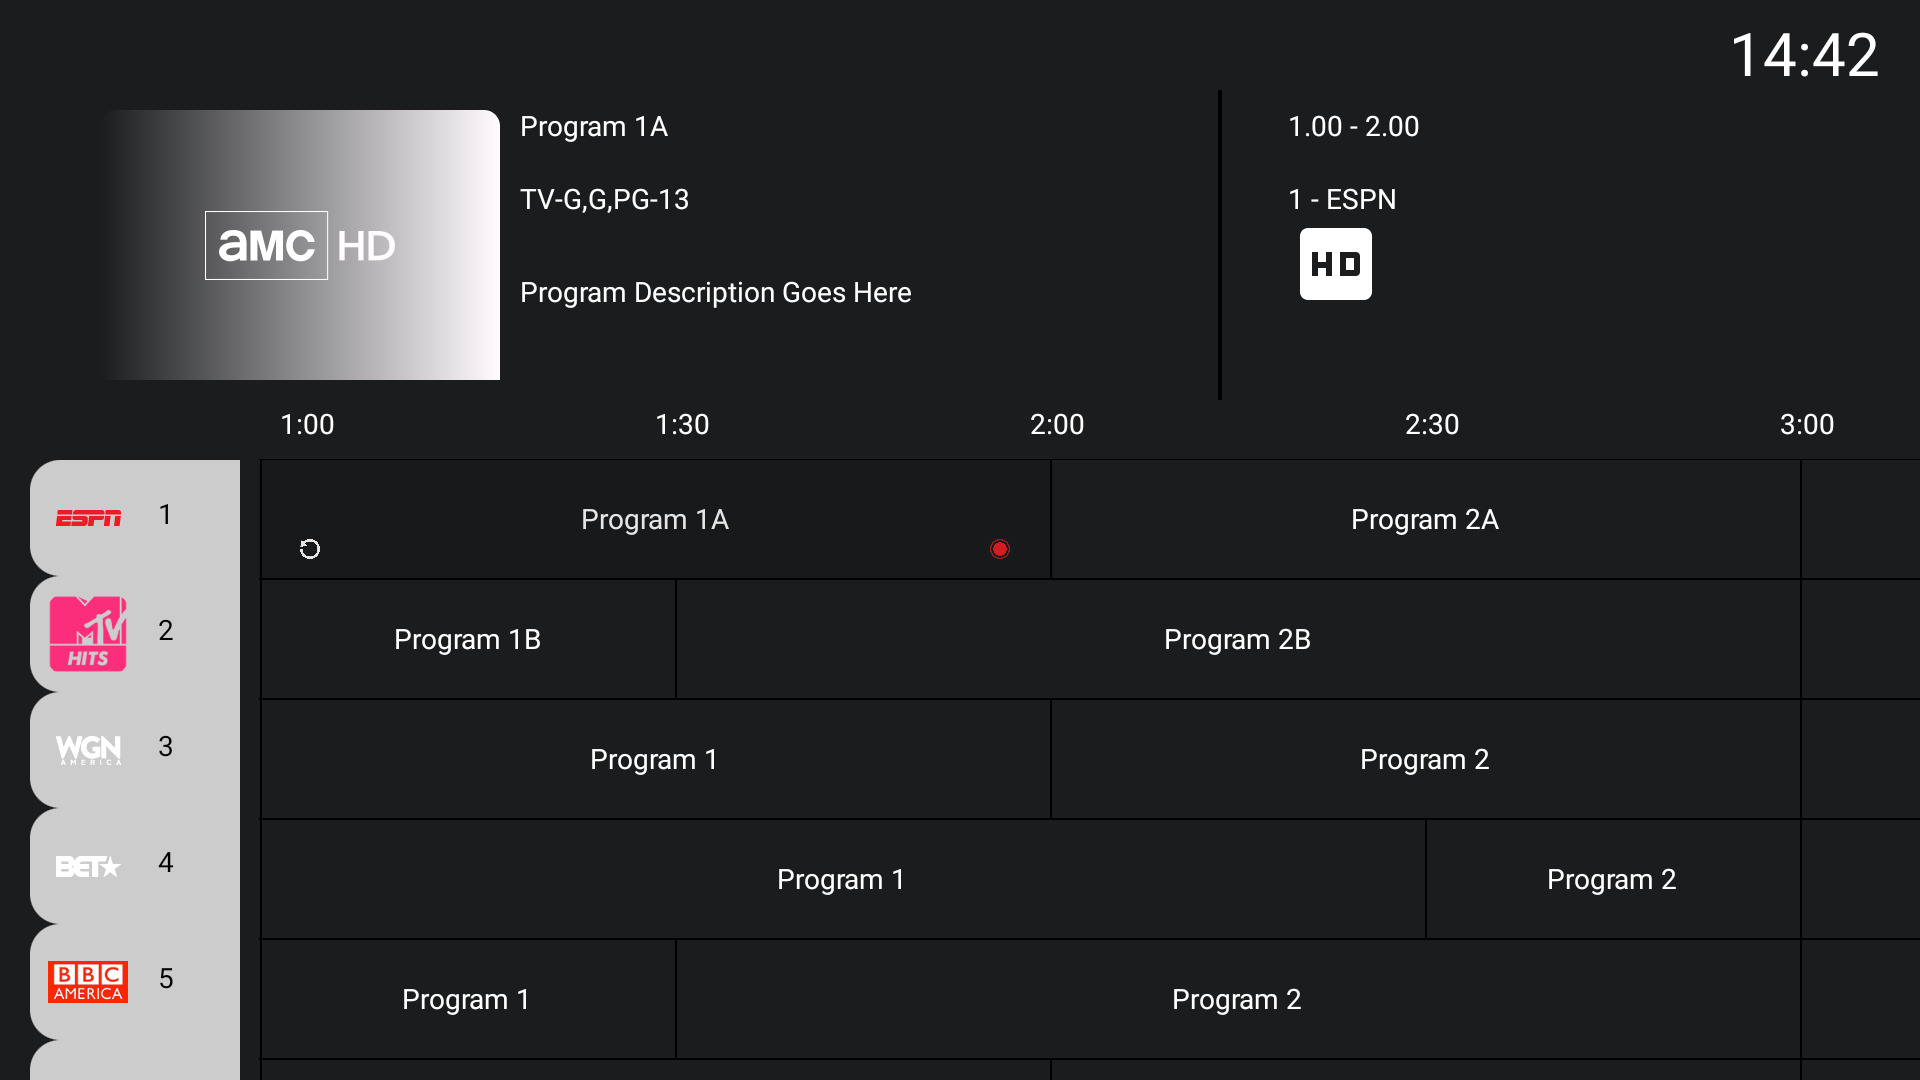 14:42
Program 1A
1.00 - 2.00
TV-G,G,PG-13
1 - ESPN
aMC HD
HD
Program Description Goes Here
1:00 1:30 2:00 2:30 3:00
ESPN 1 Program 1A Program 2A
MTV HITS 2 Program 1B Program 2B
WGN AMERICA 3 Program 1 Program 2
BET 4 Program 1 Program 2
BBC AMERICA 5 Program 1 Program 2